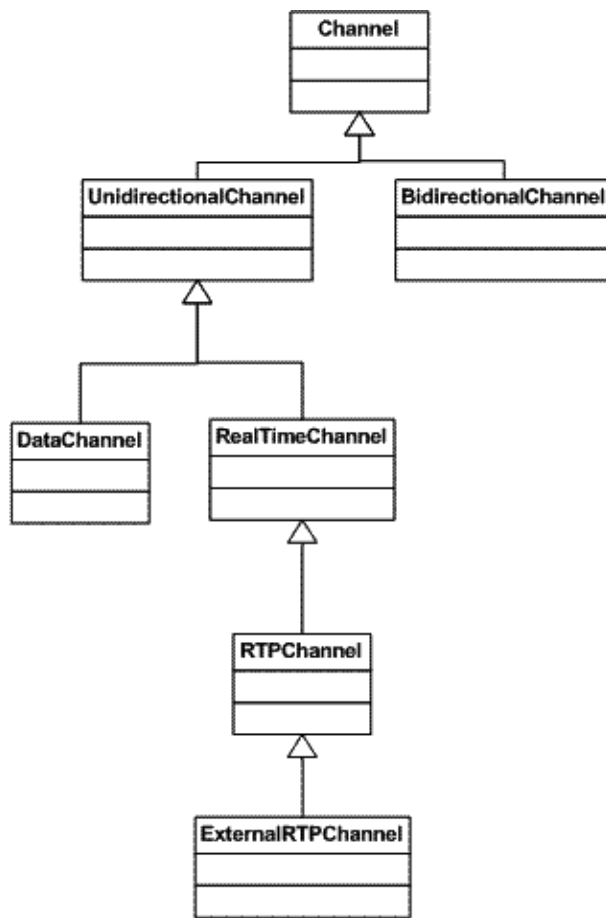 Channel
UnidirectionalChannel
BidirectionalChannel
DataChannel
RealTimeChannel
RTPChannel
ExternalRTPChannel